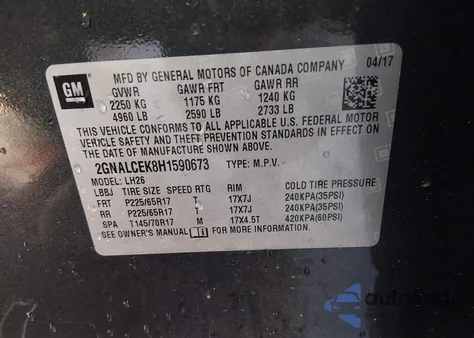 GM
MFD BY GENERAL MOTORS OF CANADA COMPANY 04/17
GVWR GAWR FRT GAWR RR
2250 KG 1175 KG 1240 KG
4960 LB 2590 LB 2733 LB
THIS VEHICLE CONFORMS TO ALL APPLICABLE U.S. FEDERAL
MOTOR VEHICLE SAFETY, BUMPER, AND THEFT PREVENTION STANDARDS
IN EFFECT ON THE DATE OF MANUFACTURE SHOWN ABOVE.
2GNALCEK8H1590673 TYPE: M.P.V.
MODEL: LH26
LBBJ TIRE SIZE SPEED RTG RIM COLD TIRE PRESSURE
FRT P225/65R17 T 17X7J 240KPA(35PSI)
RR P225/65R17 T 17X7J 240KPA(35PSI)
SPA T145/70R17 M 17X4.5T 420KPA(60PSI)
SEE OWNER'S MANUAL FOR MORE INFORMATION